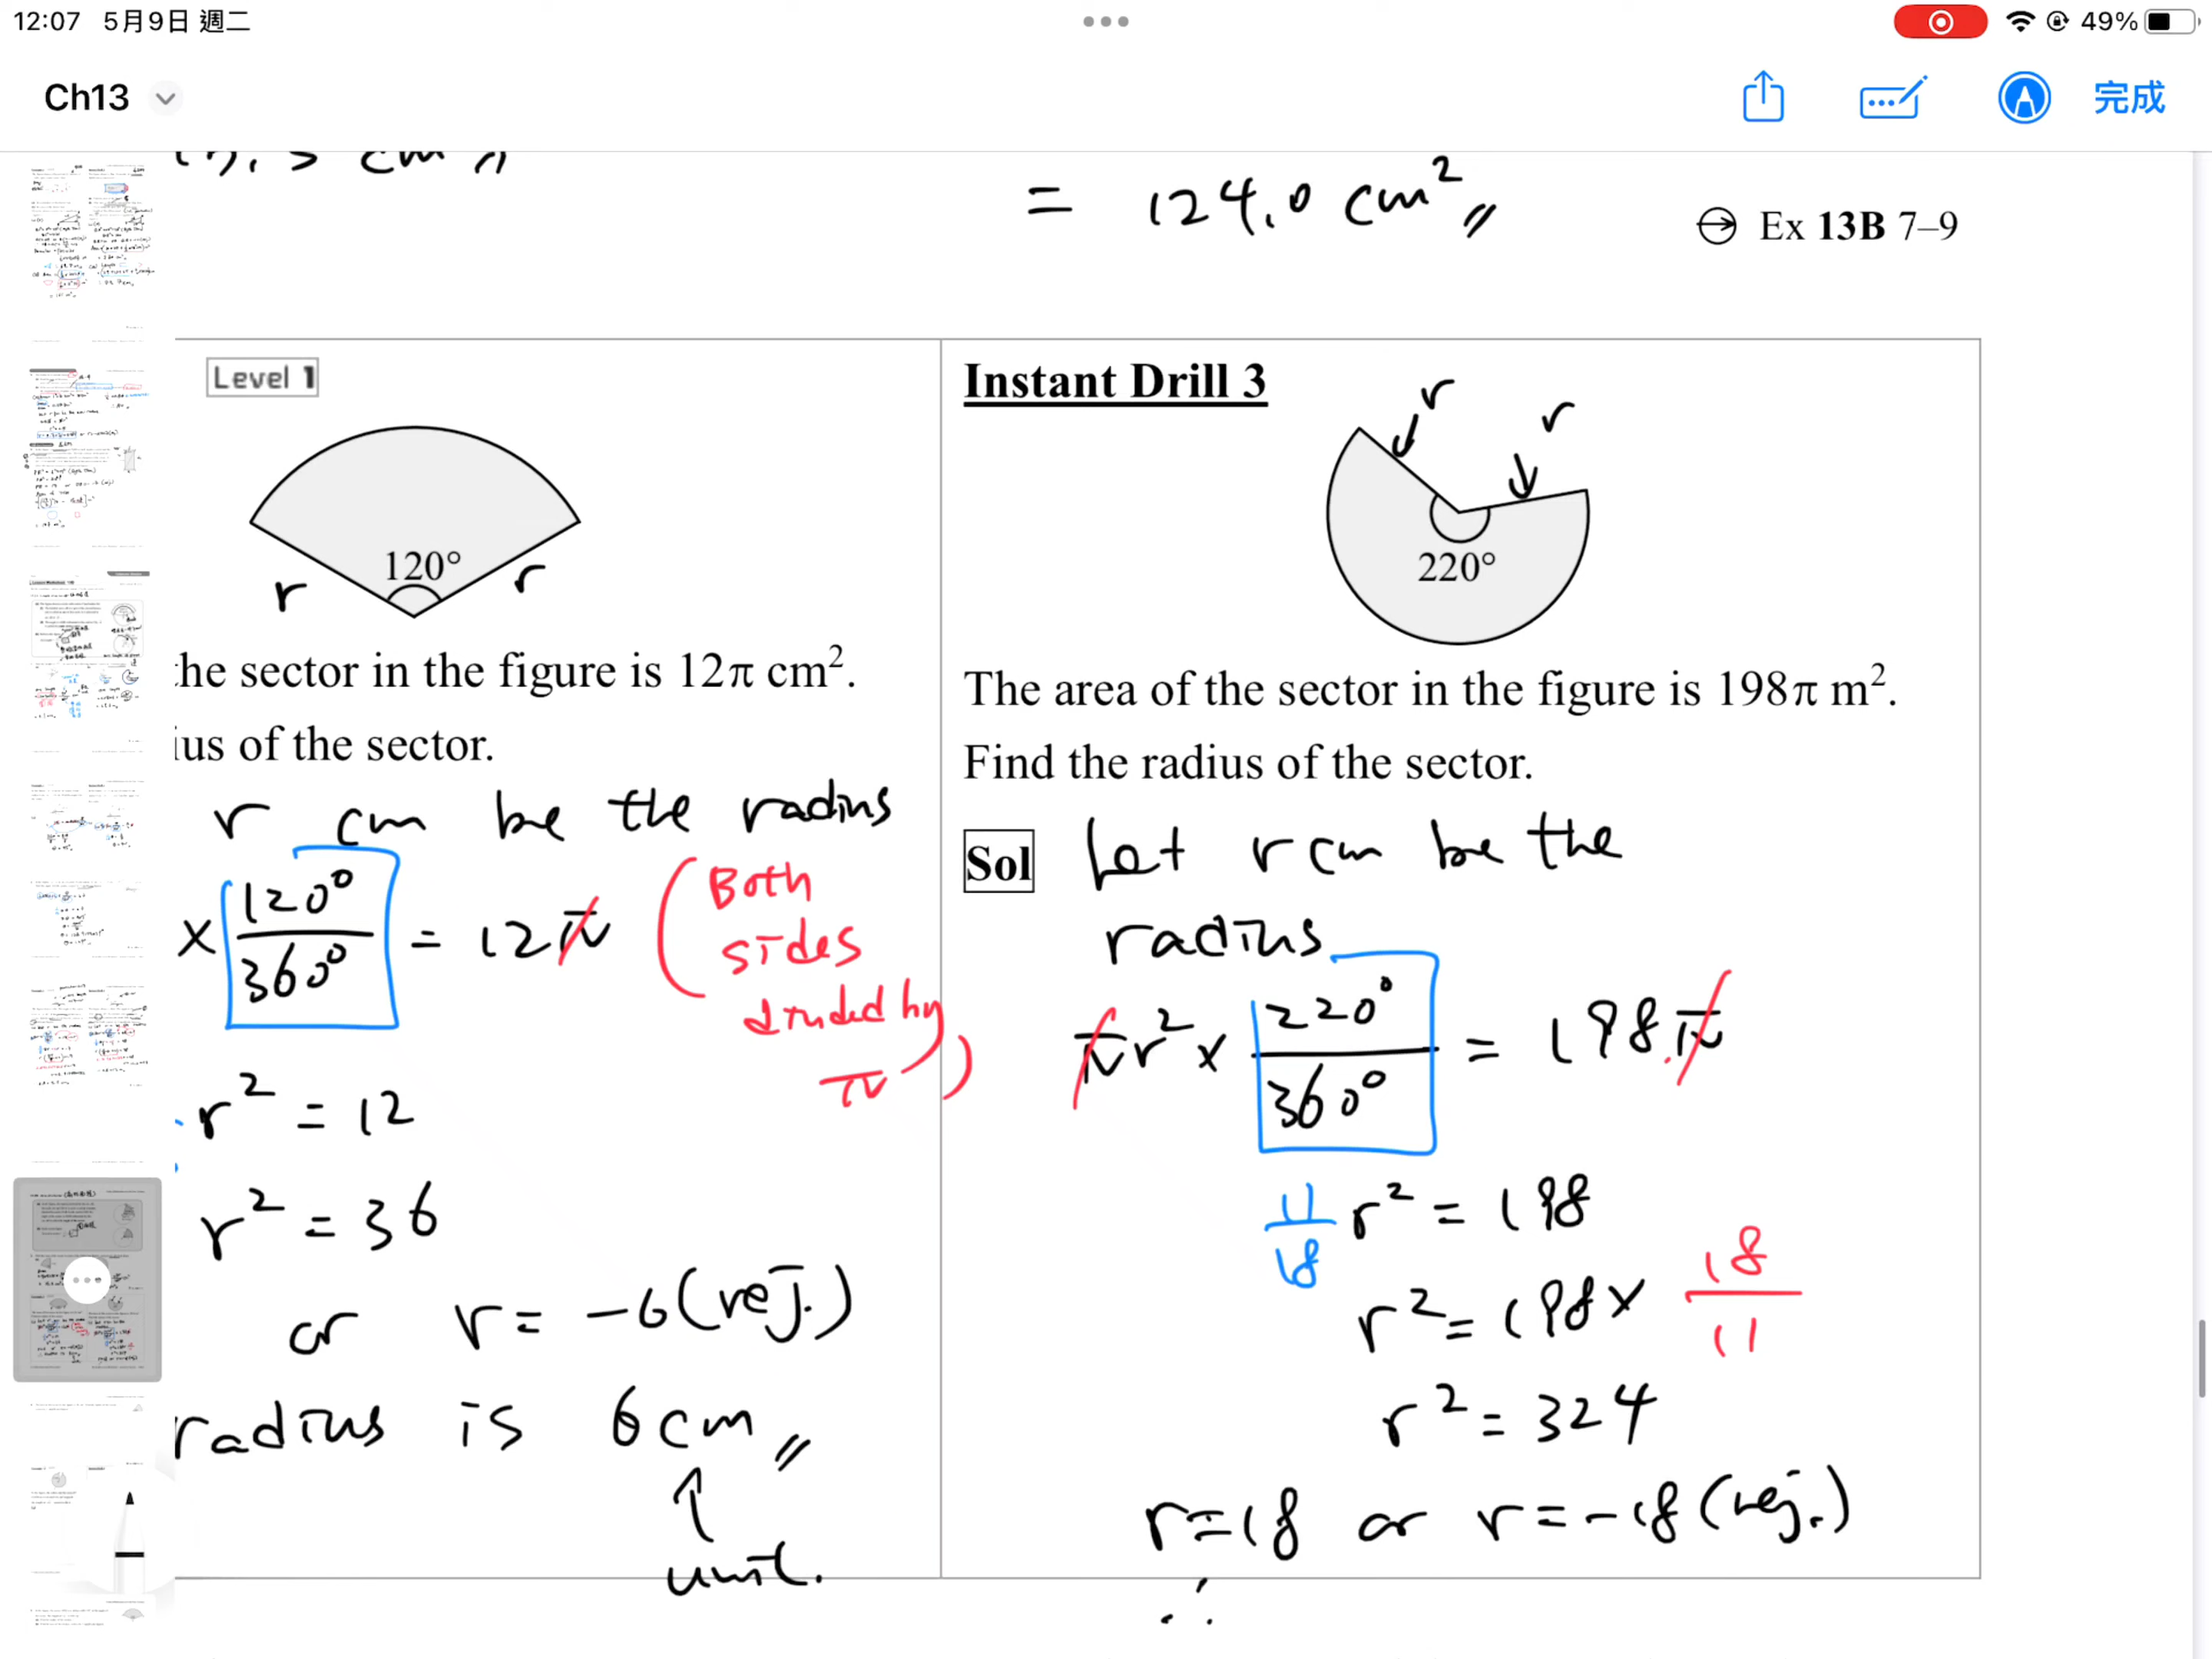 12:07 5月9日 週二
49%
Ch13
完成
= 124.0 cm²
Ex 13B 7–9
Level 1
120°
r r
he sector in the figure is 12π cm².
ius of the sector.
r cm be the radius
× 120°/360° = 12π
(Both
sides
divided by
π)
r² = 12
r² = 36
or r = -6 (rej.)
radius is 6 cm
unit.
Instant Drill 3
r
r
220°
The area of the sector in the figure is 198π m².
Find the radius of the sector.
Sol Let r cm be the
radius
πr² × 220°/360° = 198π
11/18 r² = 198
r² = 198 × 18/11
r² = 324
r = 18 or r = -18 (rej.)
∴